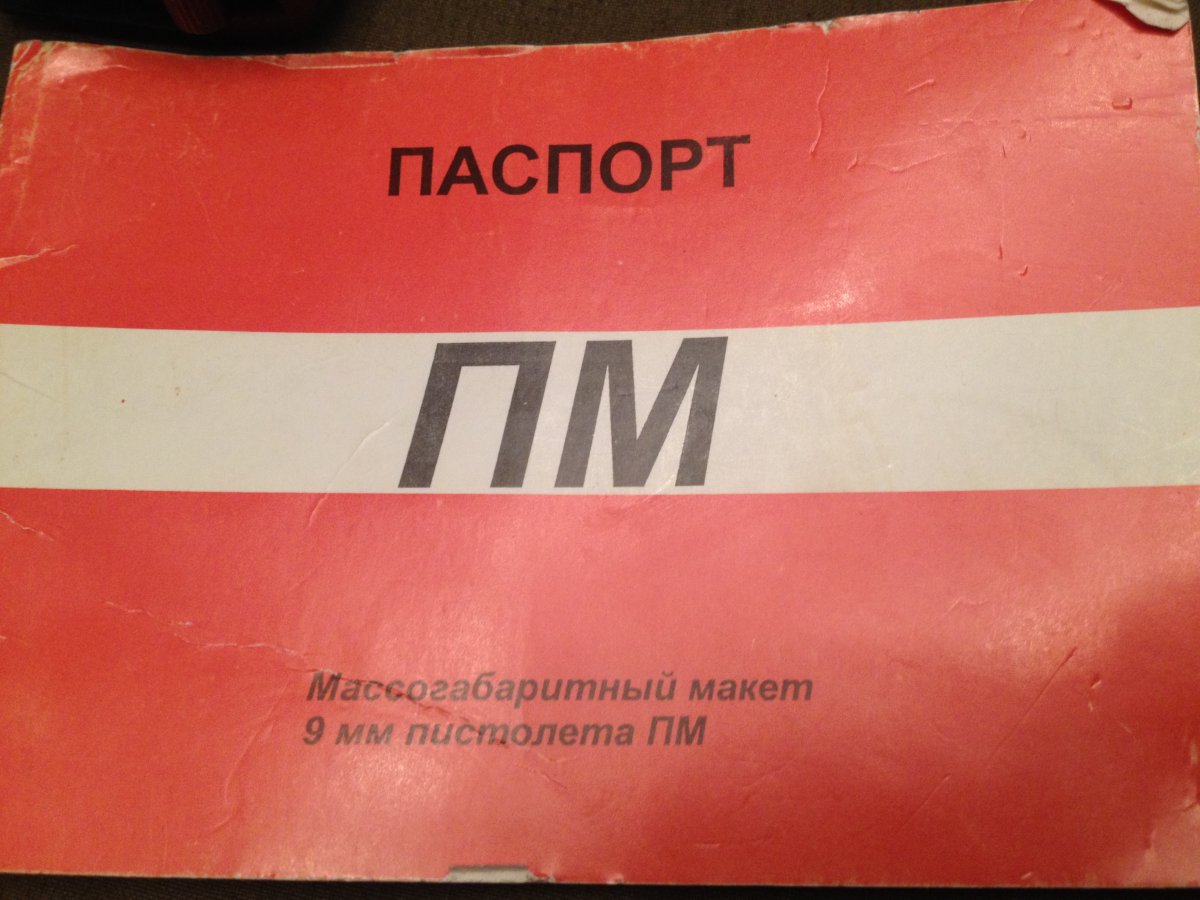 ПАСПОРТ
ПМ
Массогабаритный макет
9 мм пистолета ПМ